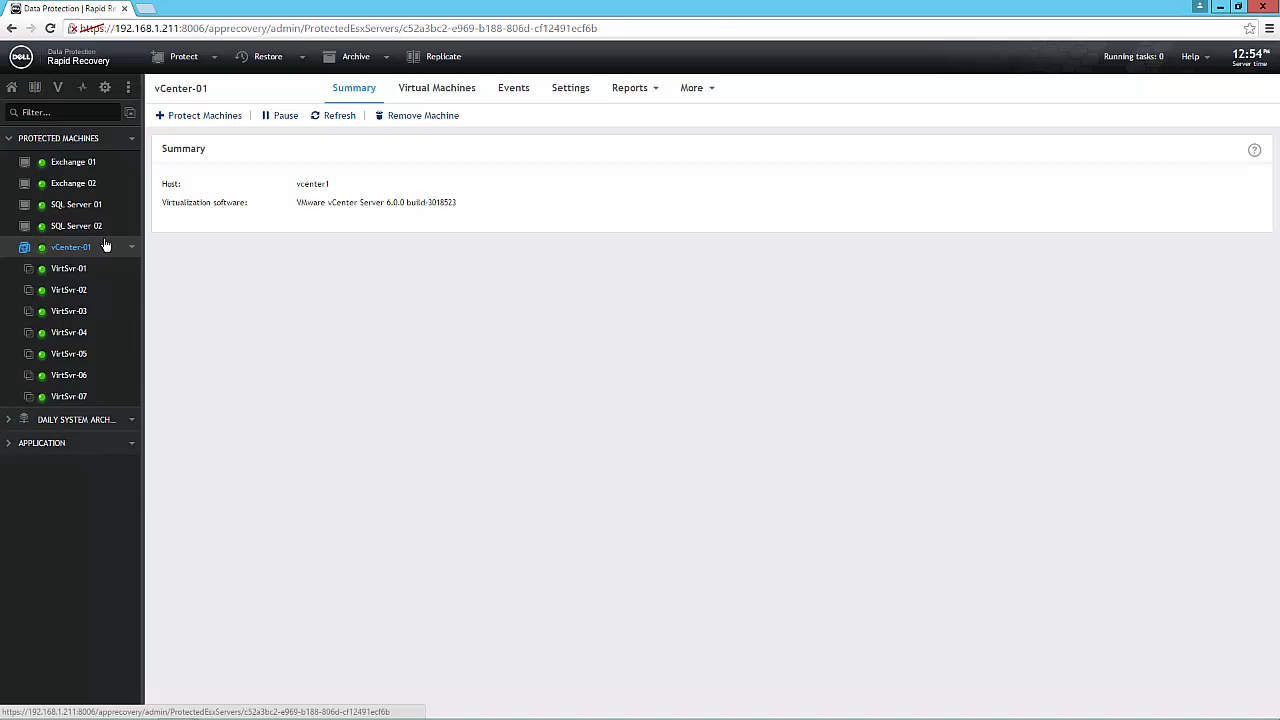 Data Protection | Rapid Re
https://192.168.1.211:8006/apprecovery/admin/ProtectedEsxServers/c52a3bc2-e969-b188-806d-cf12491ecf6b
DELL
Data Protection
Rapid Recovery
Protect
Restore
Archive
Replicate
Running tasks: 0
Help
12:54 PM
Server time
Filter...
PROTECTED MACHINES
Exchange 01
Exchange 02
SQL Server 01
SQL Server 02
vCenter-01
VirtSvr-01
VirtSvr-02
VirtSvr-03
VirtSvr-04
VirtSvr-05
VirtSvr-06
VirtSvr-07
DAILY SYSTEM ARCH...
APPLICATION
vCenter-01
Summary
Virtual Machines
Events
Settings
Reports
More
Protect Machines
Pause
Refresh
Remove Machine
Summary
Host: vcenter1
Virtualization software: VMware vCenter Server 6.0.0 build-3018523
https://192.168.1.211:8006/apprecovery/admin/ProtectedEsxServers/c52a3bc2-e969-b188-806d-cf12491ecf6b